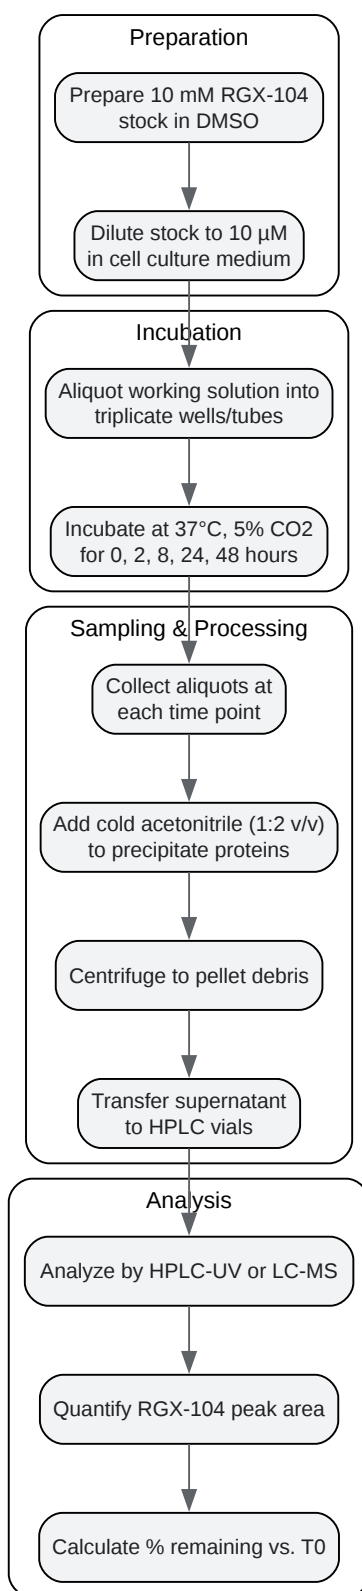 Preparation
Prepare 10 mM RGX-104
stock in DMSO
Dilute stock to 10 µM
in cell culture medium
Incubation
Aliquot working solution into
triplicate wells/tubes
Incubate at 37°C, 5% CO2
for 0, 2, 8, 24, 48 hours
Sampling & Processing
Collect aliquots at
each time point
Add cold acetonitrile (1:2 v/v)
to precipitate proteins
Centrifuge to pellet debris
Transfer supernatant
to HPLC vials
Analysis
Analyze by HPLC-UV or LC-MS
Quantify RGX-104 peak area
Calculate % remaining vs. T0